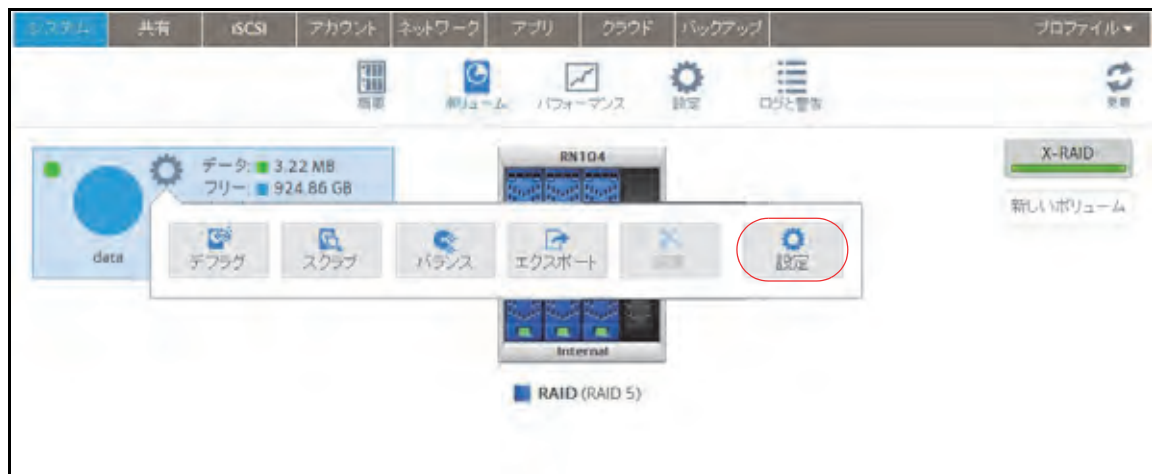 システム 共有 iSCSI アカウント ネットワーク アプリ クラウド バックアップ プロファイル
概要 ボリューム パフォーマンス 設定 ログと警告 更新
データ: 3.22 MB
フリー: 924.86 GB
data
RN104
X-RAID
新しいボリューム
デフラグ スクラブ バランス エクスポート 設定
Internal
RAID (RAID 5)